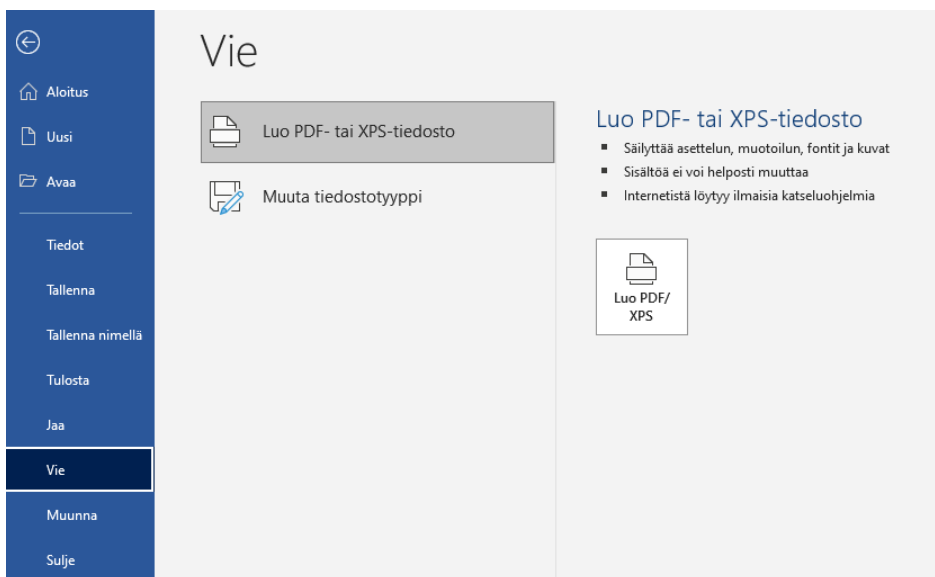 Vie
Aloitus
Uusi
Avaa
Tiedot
Tallenna
Tallenna nimellä
Tulosta
Jaa
Vie
Muunna
Sulje
Luo PDF- tai XPS-tiedosto
Muuta tiedostotyyppi
Luo PDF- tai XPS-tiedosto
Säilyttää asettelun, muotoilun, fontit ja kuvat
Sisältöä ei voi helposti muuttaa
Internetistä löytyy ilmaisia katseluohjelmia
Luo PDF/
XPS